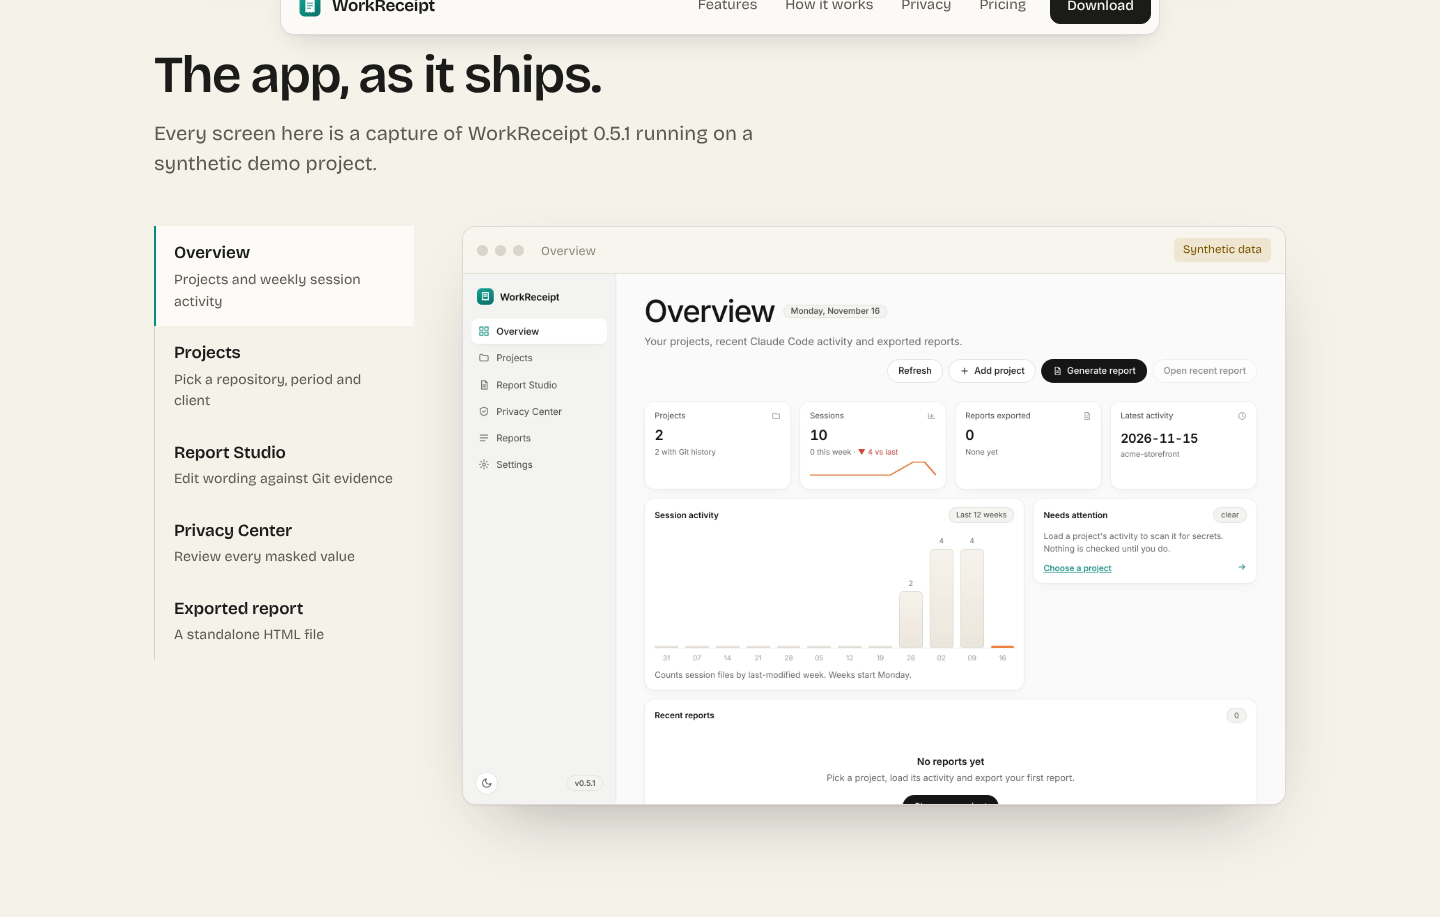 WorkReceipt
Features
How it works
Privacy
Pricing
Download
The app, as it ships.
Every screen here is a capture of WorkReceipt 0.5.1 running on a
synthetic demo project.
Overview
Projects and weekly session
activity
Projects
Pick a repository, period and
client
Report Studio
Edit wording against Git evidence
Privacy Center
Review every masked value
Exported report
A standalone HTML file
Overview
Synthetic data
WorkReceipt
Overview
Projects
Report Studio
Privacy Center
Reports
Settings
v0.5.1
Overview
Monday, November 16
Your projects, recent Claude Code activity and exported reports.
Refresh
Add project
Generate report
Open recent report
Projects
2
2 with Git history
Sessions
10
0 this week · ▼ 4 vs last
Reports exported
0
None yet
Latest activity
2026-11-15
acme-storefront
Session activity
Last 12 weeks
2 4 4
31 07 14 21 28 05 12 19 26 02 09 16
Counts session files by last-modified week. Weeks start Monday.
Needs attention
clear
Load a project's activity to scan it for secrets.
Nothing is checked until you do.
Choose a project
Recent reports
0
No reports yet
Pick a project, load its activity and export your first report.